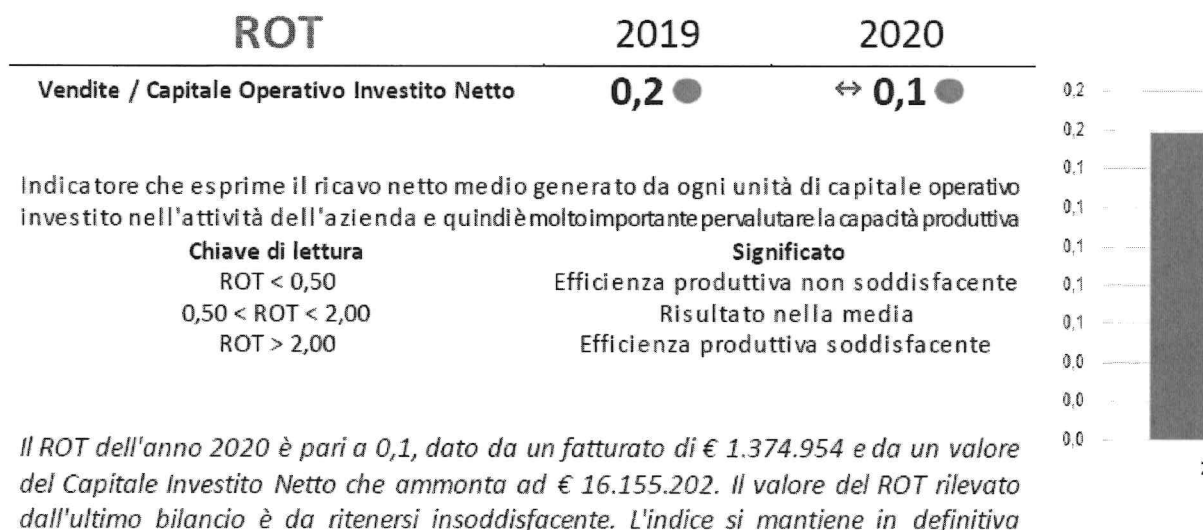 ROT 2019 2020
Vendite / Capitale Operativo Investito Netto 0,2 ↔ 0,1
Indicatore che esprime il ricavo netto medio generato da ogni unità di capitale operativo
investito nell'attività dell'azienda e quindi è molto importante per valutare la capacità produttiva
Chiave di lettura Significato
ROT < 0,50 Efficienza produttiva non soddisfacente
0,50 < ROT < 2,00 Risultato nella media
ROT > 2,00 Efficienza produttiva soddisfacente
Il ROT dell'anno 2020 è pari a 0,1, dato da un fatturato di € 1.374.954 e da un valore
del Capitale Investito Netto che ammonta ad € 16.155.202. Il valore del ROT rilevato
dall'ultimo bilancio è da ritenersi insoddisfacente. L'indice si mantiene in definitiva
0,2
0,2
0,1
0,1
0,1
0,1
0,1
0,0
0,0
0,0